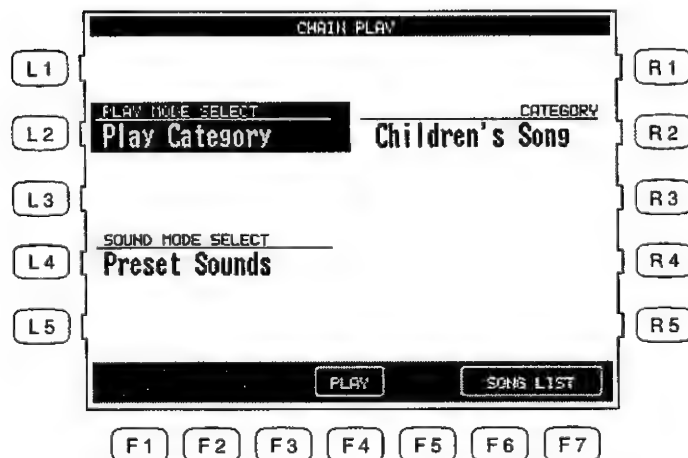 CHAIN PLAY
L1
R1
PLAY MODE SELECT
CATEGORY
L2
Play Category
Children's Song
R2
L3
R3
SOUND MODE SELECT
L4
Preset Sounds
R4
L5
R5
PLAY
SONG LIST
F1 F2 F3 F4 F5 F6 F7